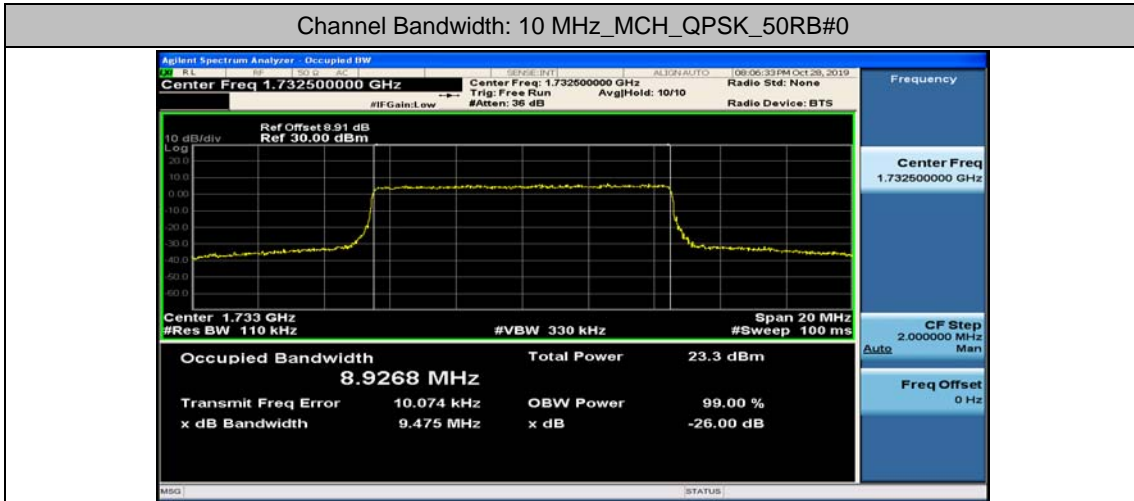 Channel Bandwidth: 10 MHz_MCH_QPSK_50RB#0
Agilent Spectrum Analyzer - Occupied BW
RL RF 50 Ω AC SENSE:INT ALIGN AUTO 08:06:33 PM Oct 28, 2019
Center Freq 1.732500000 GHz
Center Freq: 1.732500000 GHz
Radio Std: None
Trig: Free Run
Avg|Hold: 10/10
#IFGain:Low
#Atten: 36 dB
Radio Device: BTS
Ref Offset 8.91 dB
10 dB/div
Ref 30.00 dBm
Log
20.0
10.0
0.00
-10.0
-20.0
-30.0
-40.0
-50.0
-60.0
Center 1.733 GHz
Span 20 MHz
#Res BW 110 kHz
#VBW 330 kHz
#Sweep 100 ms
Occupied Bandwidth
Total Power 23.3 dBm
8.9268 MHz
Transmit Freq Error 10.074 kHz OBW Power 99.00 %
x dB Bandwidth 9.475 MHz x dB -26.00 dB
MSG
STATUS
Frequency
Center Freq
1.732500000 GHz
CF Step
2.000000 MHz
Auto Man
Freq Offset
0 Hz